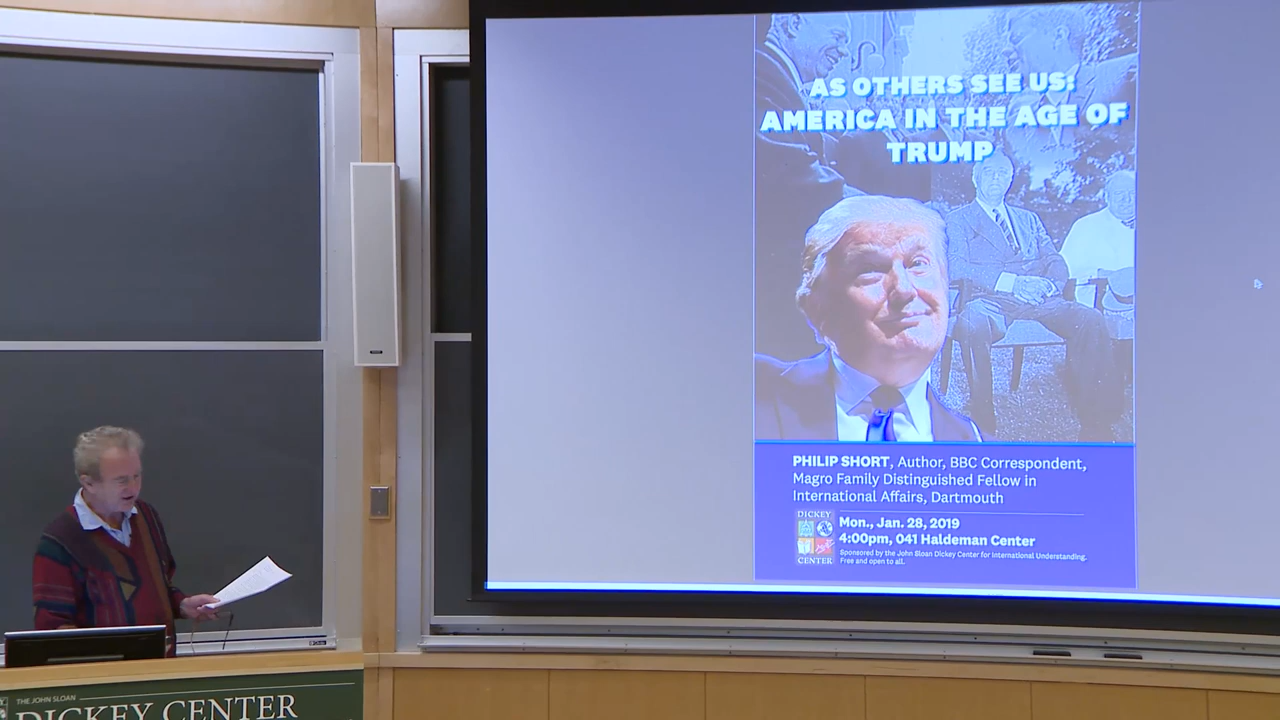 AS OTHERS SEE US:
AMERICA IN THE AGE OF
TRUMP
PHILIP SHORT, Author, BBC Correspondent,
Magro Family Distinguished Fellow in
International Affairs, Dartmouth
DICKEY
CENTER
Mon., Jan. 28, 2019
4:00pm, 041 Haldeman Center
Sponsored by the John Sloan Dickey Center for International Understanding.
Free and open to all.
THE JOHN SLOAN
DICKEY CENTER